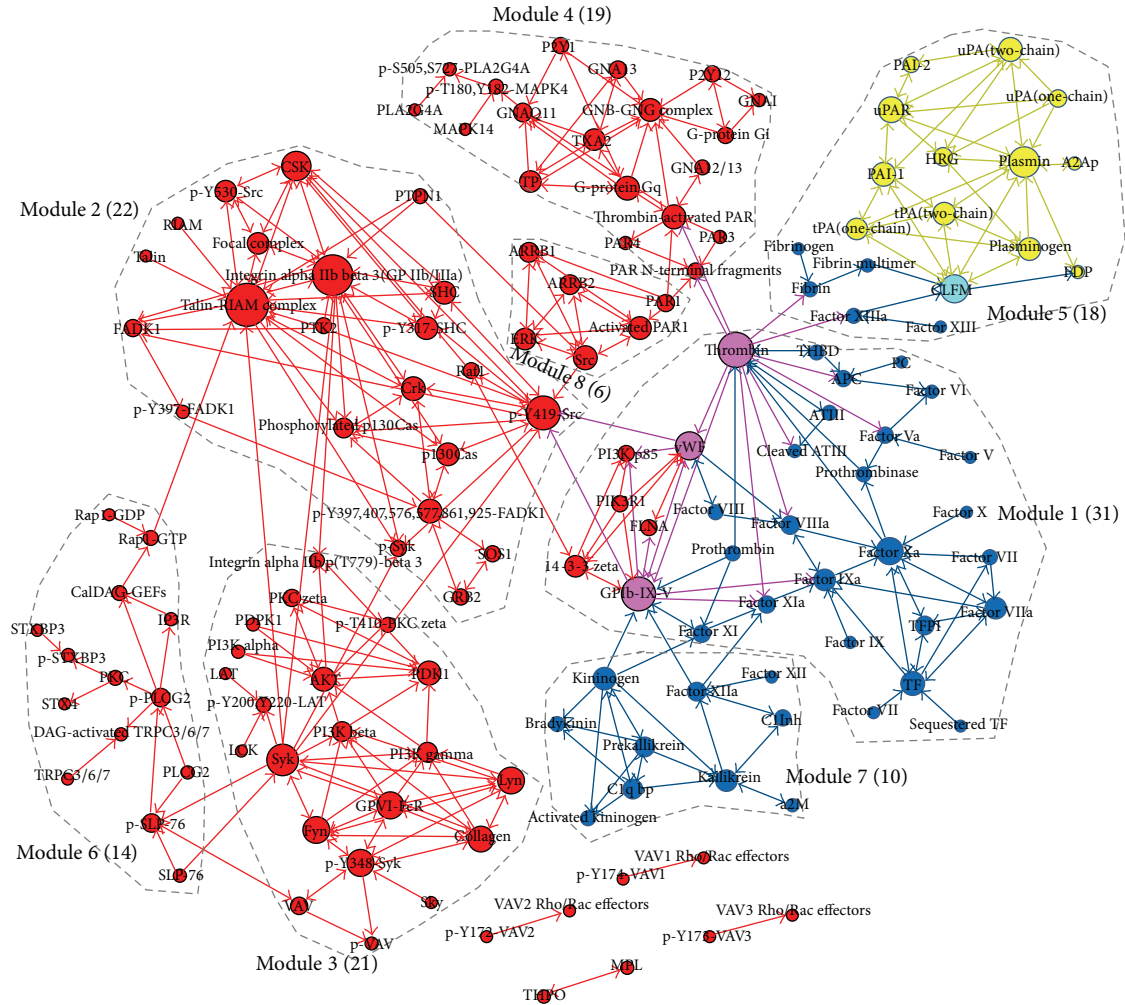 Module 4 (19)
P2Y1
p-S505,S727-PLA2G4A
GNA13
P2Y12
p-T180,Y182-MAPK4
PLA2G4A
GNAI
GNB-GNG complex
GNAQ11
MAPK14
TXA2
G-protein Gi
GNA12/13
TP
G-protein Gq
Thrombin-activated PAR
PAR4
PAR3
PAR N-terminal fragments
uPA(two-chain)
PAI-2
uPA(one-chain)
uPAR
HRG
Plasmin
A2Ap
PAI-1
tPA(two-chain)
tPA(one-chain)
Plasminogen
Fibrinogen
Fibrin multimer
FDP
Fibrin
CLFM
Module 5 (18)
Factor XIIIa
Factor XIII
CSK
Module 2 (22)
p-Y530-Src
PTPN1
RIAM
Focal complex
Talin
Integrin alpha IIb beta 3(GP IIb/IIIa)
Talin-RIAM complex
SHC
FADK1
PTK2
p-Y317-SHC
Raf1
Crk
p-Y397-FADK1
Phosphorylated p130Cas
p-Y419-Src
p130Cas
p-Y397,407,576,577,861,925-FADK1
p-Syk
SOS1
GRB2
ARRB1
ARRB2
PAR1
Activated PAR1
ERK
Src
Module 8 (6)
Thrombin
THBD
PC
APC
Factor VI
ATIII
Factor Va
Cleaved ATIII
Factor V
Prothrombinase
vWF
PI3K p85
PIK3R1
FLNA
14-3-3 zeta
GPIb-IX-V
Factor VIII
Factor VIIIa
Factor X
Module 1 (31)
Prothrombin
Factor Xa
Factor VII
Factor IXa
Factor XIa
Factor VIIa
TFPI
Factor XI
Factor IX
TF
Factor VII
Sequestered TF
Kininogen
Factor XII
Factor XIIa
Bradykinin
C1Inh
Prekallikrein
Kallikrein
Module 7 (10)
C1q bp
a2M
Activated kininogen
Rap1-GDP
Rap1-GTP
CalDAG-GEFs
IP3R
STXBP3
p-STXBP3
PKC
STX4
p-PLCG2
DAG-activated TRPC3/6/7
TRPC3/6/7
PLCG2
p-SLP-76
Module 6 (14)
SLP-76
Integrin alpha IIb p(T779)-beta 3
PKC zeta
PDPK1
p-T410-PKC zeta
PI3K alpha
LAT
AKT
PDK1
p-Y200,Y220-LAT
PI3K beta
LCK
Syk
PI3K gamma
Lyn
GPVI-FcR
Fyn
Collagen
p-Y348-Syk
VAV
Sky
p-VAV
Module 3 (21)
VAV1 Rho/Rac effectors
p-Y174-VAV1
VAV2 Rho/Rac effectors
p-Y172-VAV2
VAV3 Rho/Rac effectors
p-Y173-VAV3
MPL
THPO